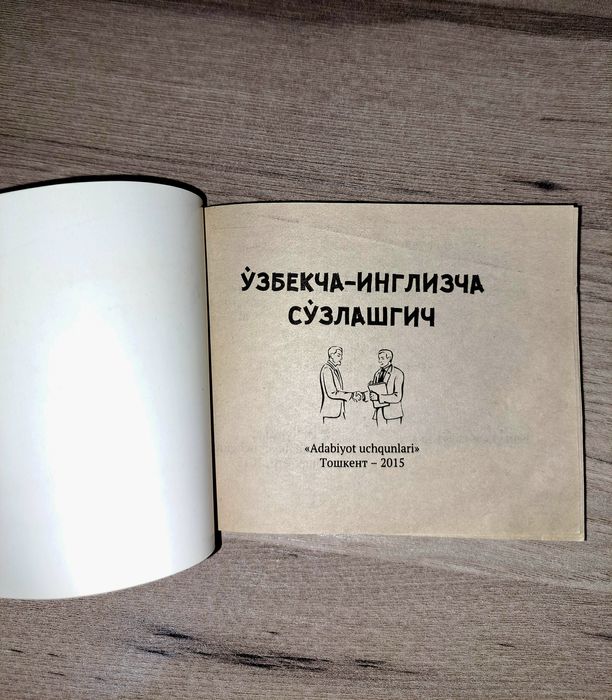 ЎЗБЕКЧА-ИНГЛИЗЧА
СЎЗЛАШГИЧ
«Adabiyot uchqunlari»
Тошкент – 2015